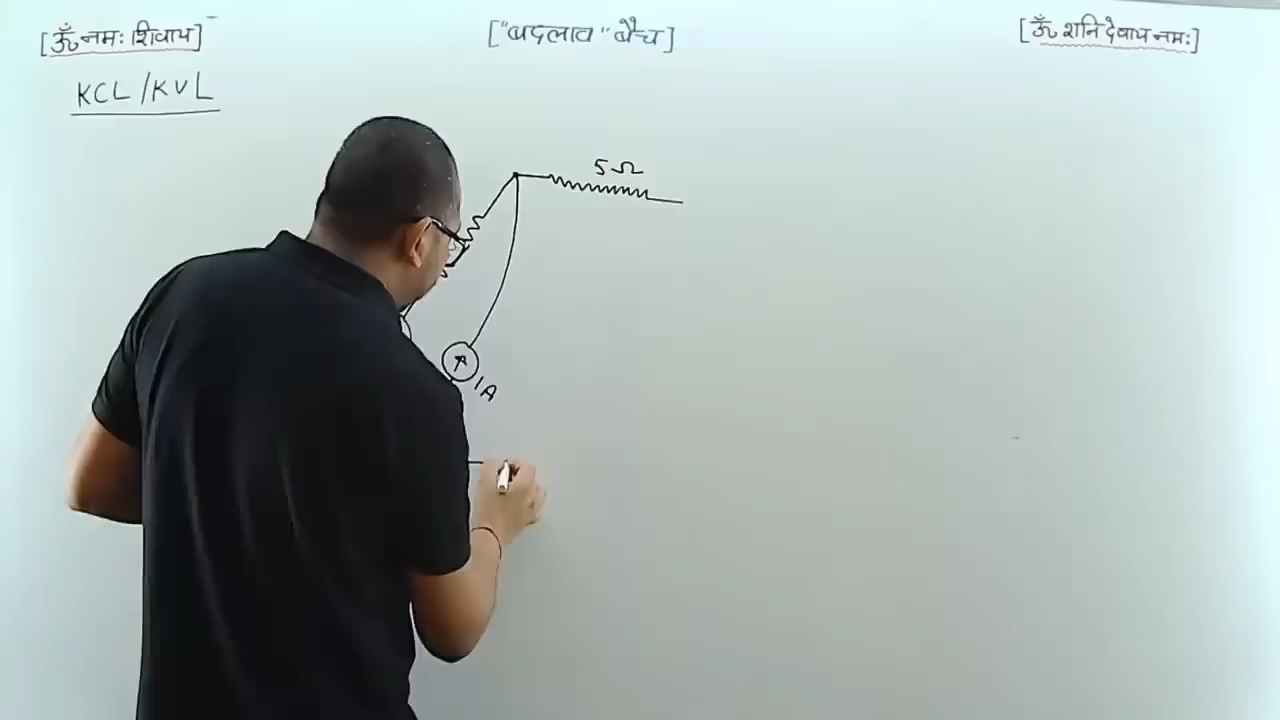 [ॐ नमः शिवाय]
["बदलाव" बैच]
[ॐ शनि देवाय नमः]
KCL/KVL
5Ω
1A